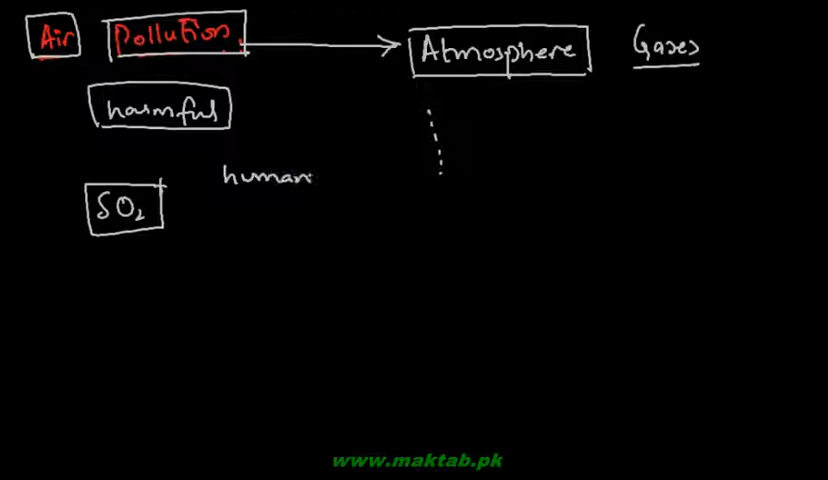 Air Pollution. Atmosphere Gases
harmful
human
SO2
www.maktab.pk